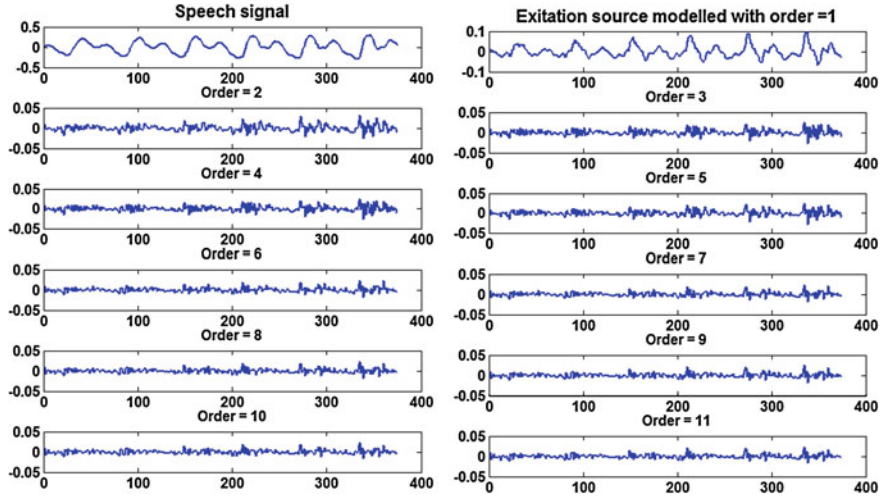 Speech signal
0.5
0
-0.5
0 100 200 300 400
Order = 2
0.05
0
-0.05
0 100 200 300 400
Order = 4
0.05
0
-0.05
0 100 200 300 400
Order = 6
0.05
0
-0.05
0 100 200 300 400
Order = 8
0.05
0
-0.05
0 100 200 300 400
Order = 10
0.05
0
-0.05
0 100 200 300 400
Exitation source modelled with order =1
0.1
0
-0.1
0 100 200 300 400
Order = 3
0.05
0
-0.05
0 100 200 300 400
Order = 5
0.05
0
-0.05
0 100 200 300 400
Order = 7
0.05
0
-0.05
0 100 200 300 400
Order = 9
0.05
0
-0.05
0 100 200 300 400
Order = 11
0.05
0
-0.05
0 100 200 300 400